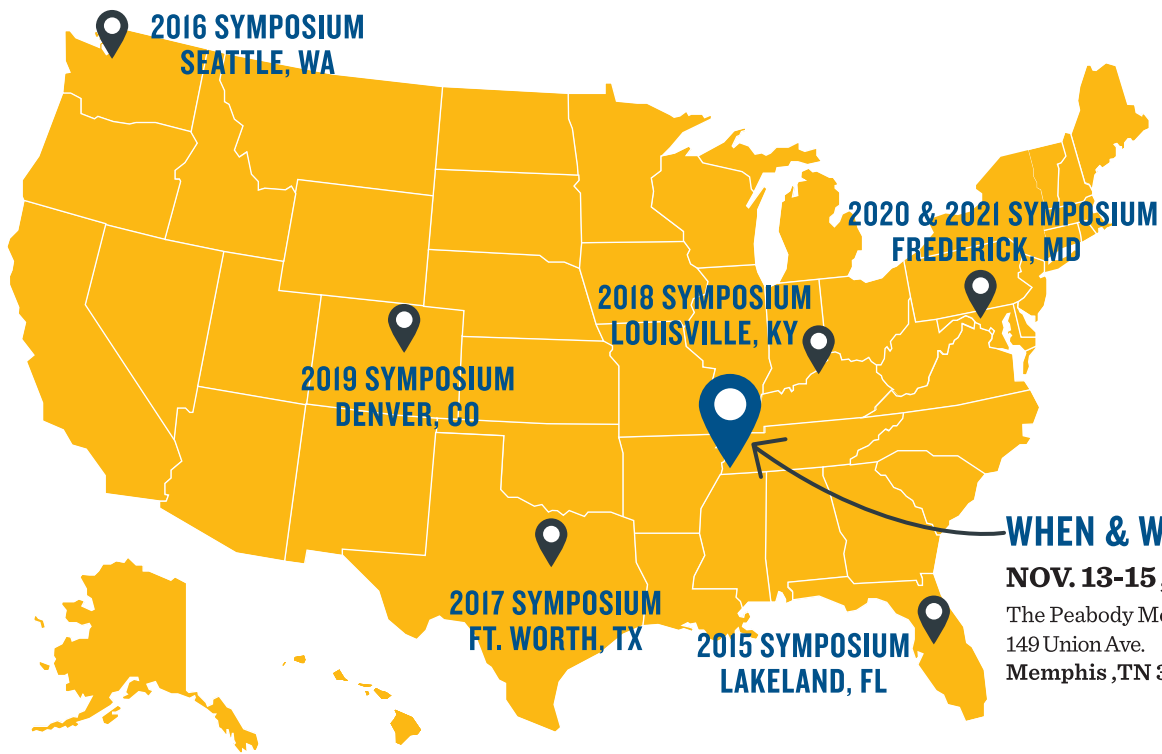 2016 SYMPOSIUM
SEATTLE, WA
2020 & 2021 SYMPOSIUM
FREDERICK, MD
2018 SYMPOSIUM
LOUISVILLE, KY
2019 SYMPOSIUM
DENVER, CO
2017 SYMPOSIUM
FT. WORTH, TX
2015 SYMPOSIUM
LAKELAND, FL
WHEN & W
NOV. 13-15
The Peabody
149 Union Ave.
Memphis ,TN